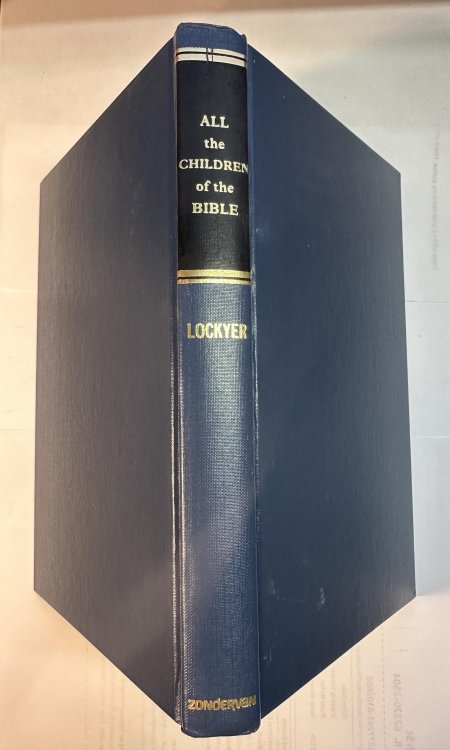 ALL
the
CHILDREN
of the
BIBLE
LOCKYER
ZONDERVAN